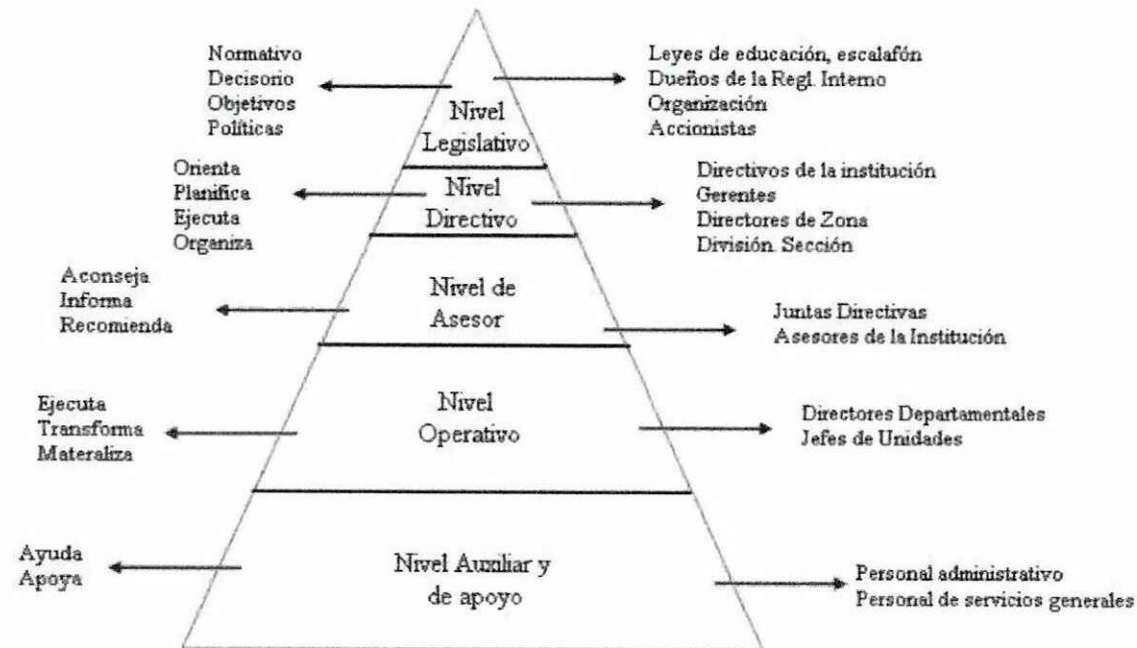 Normativo
Decisorio
Objetivos
Políticas
Nivel
Legislativo
Leyes de educación, escalafón
Dueños de la Regl. Interno
Organización
Accionistas
Orienta
Planifica
Ejecuta
Organiza
Nivel
Directivo
Directivos de la institución
Gerentes
Directores de Zona
División. Sección
Aconseja
Informa
Recomienda
Nivel de
Asesor
Juntas Directivas
Asesores de la Institución
Ejecuta
Transforma
Materaliza
Nivel
Operativo
Directores Departamentales
Jefes de Unidades
Ayuda
Apoya
Nivel Auxiliar y
de apoyo
Personal administrativo
Personal de servicios generales